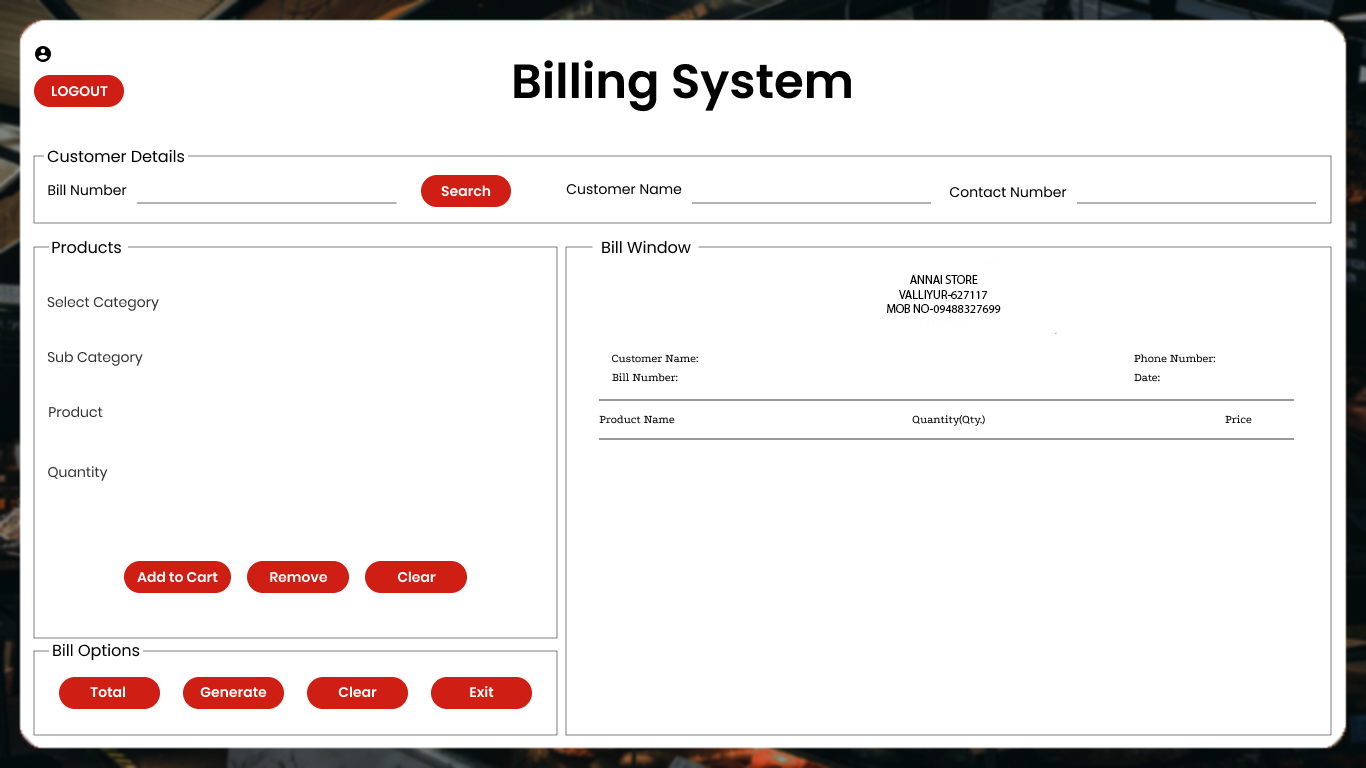 LOGOUT
Billing System
Customer Details
Bill Number
Search
Customer Name
Contact Number
Products
Select Category
Sub Category
Product
Quantity
Add to Cart
Remove
Clear
Bill Options
Total
Generate
Clear
Exit
Bill Window
ANNAI STORE
VALLIYUR-627117
MOB NO-09488327699
Customer Name:
Phone Number:
Bill Number:
Date:
Product Name
Quantity(Qty.)
Price